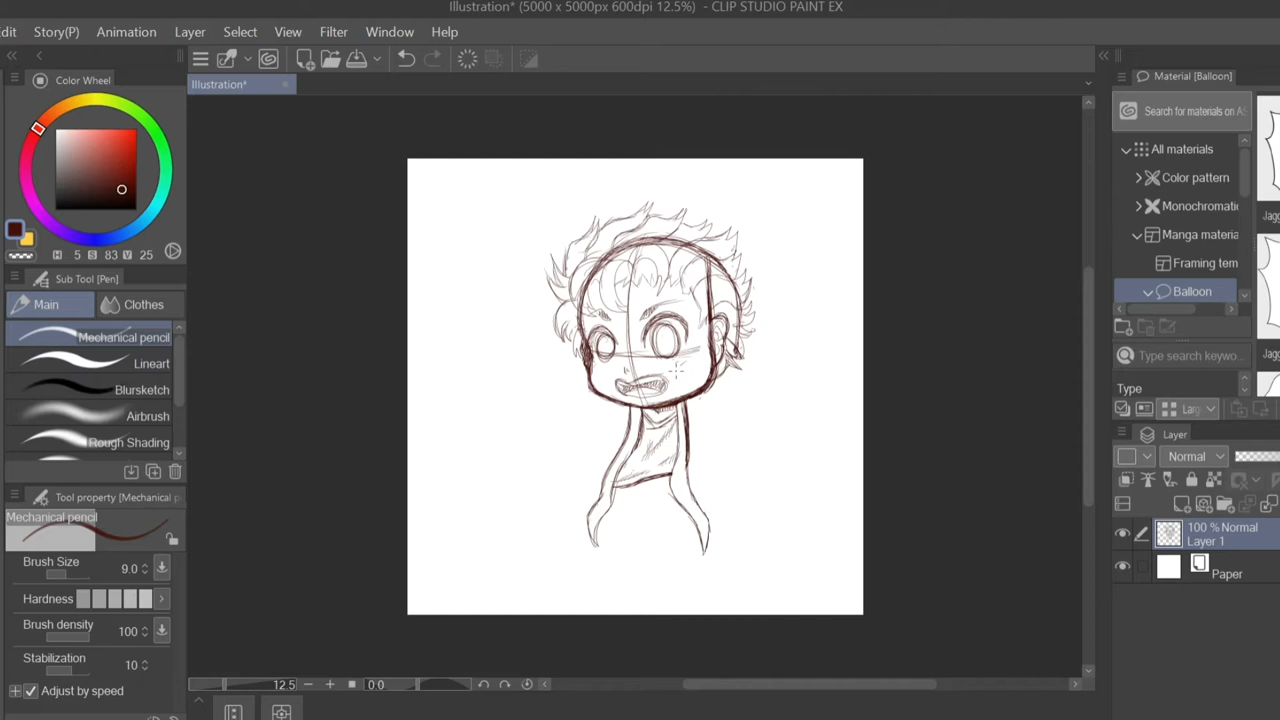 Illustration* (5000 x 5000px 600dpi 12.5%) - CLIP STUDIO PAINT EX
dit Story(P) Animation Layer Select View Filter Window Help
Color Wheel
Illustration*
Material [Balloon]
Search for materials on AS
All materials
Color pattern
Monochromati
Manga materia
Framing tem
Balloon
H 5 S 83 V 25
Sub Tool [Pen]
Main Clothes
Mechanical pencil
Lineart
Blursketch
Airbrush
Rough Shading
Jagg
Jagg
Type search keywo
Type
Larg
Tool property [Mechanical p
Mechanical pencil
Brush Size 9.0
Hardness
Brush density 100
Stabilization 10
Adjust by speed
Layer
Normal
100 % Normal
Layer 1
Paper
12.5 0.0